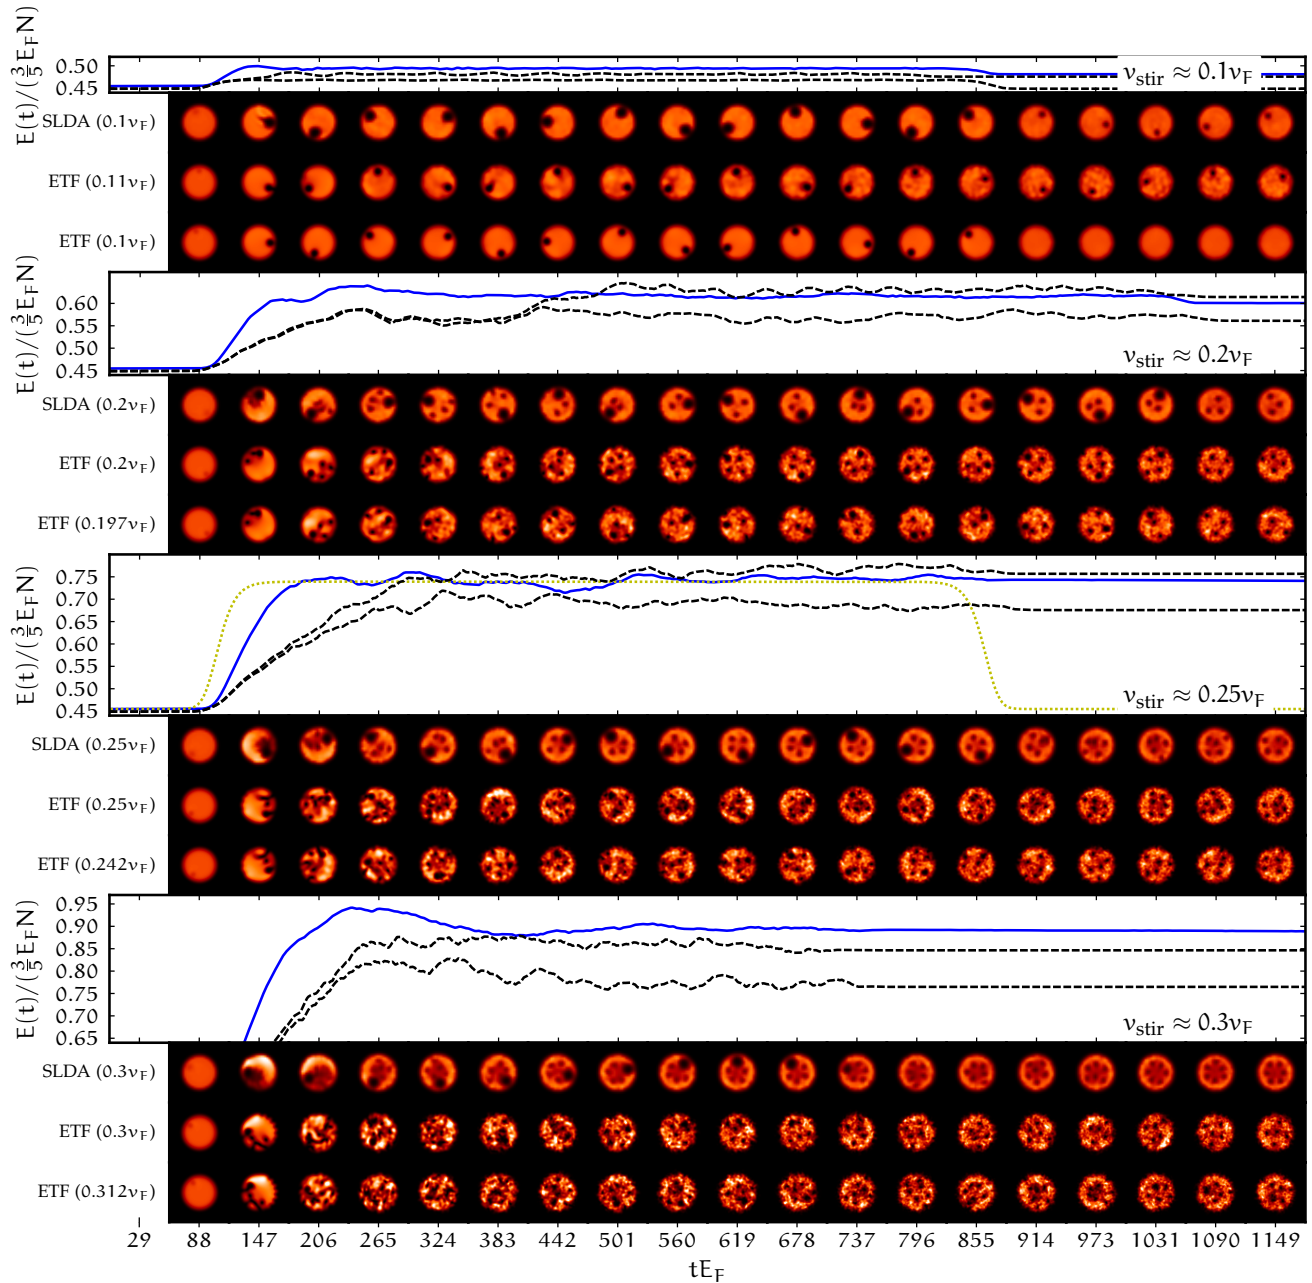 E(t)/(3/5 E_F N)
0.50
0.45
v_stir ≈ 0.1v_F
SLDA (0.1v_F)
ETF (0.11v_F)
ETF (0.1v_F)
E(t)/(3/5 E_F N)
0.60
0.55
0.50
0.45
v_stir ≈ 0.2v_F
SLDA (0.2v_F)
ETF (0.2v_F)
ETF (0.197v_F)
E(t)/(3/5 E_F N)
0.75
0.70
0.65
0.60
0.55
0.50
0.45
v_stir ≈ 0.25v_F
SLDA (0.25v_F)
ETF (0.25v_F)
ETF (0.242v_F)
E(t)/(3/5 E_F N)
0.95
0.90
0.85
0.80
0.75
0.70
0.65
v_stir ≈ 0.3v_F
SLDA (0.3v_F)
ETF (0.3v_F)
ETF (0.312v_F)
29 88 147 206 265 324 383 442 501 560 619 678 737 796 855 914 973 1031 1090 1149
tE_F